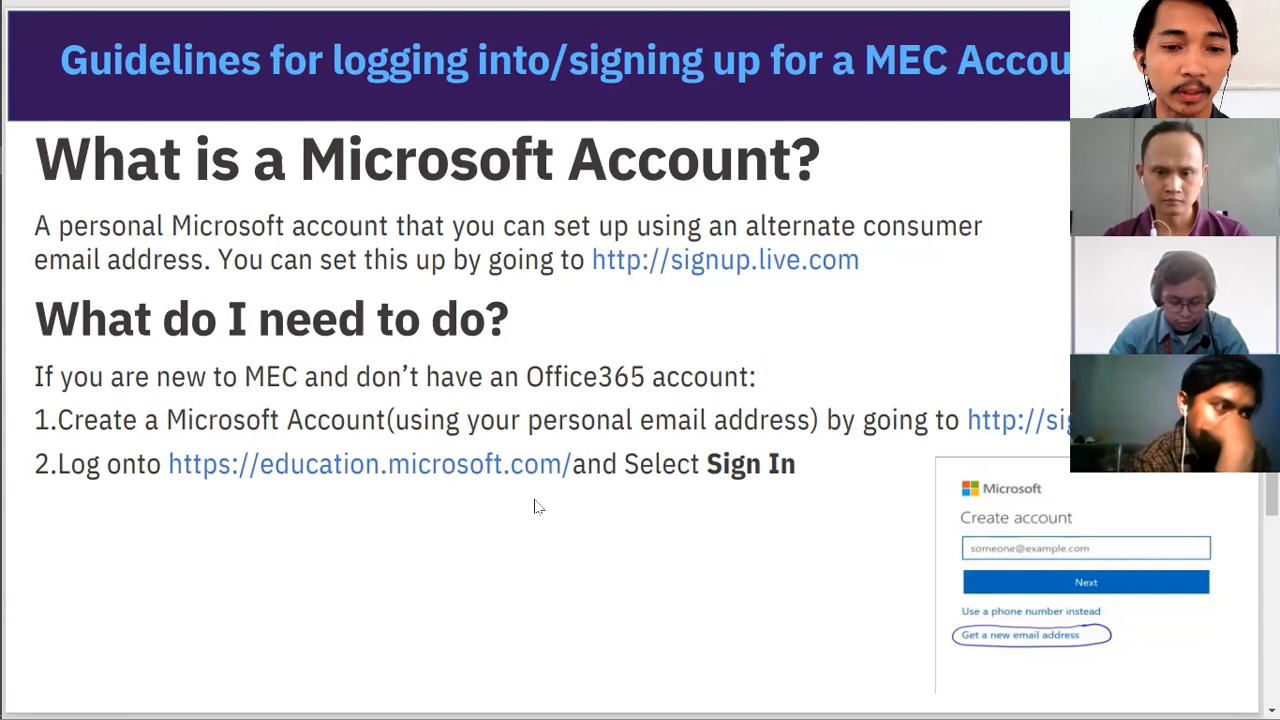 Guidelines for logging into/signing up for a MEC
What is a Microsoft Account?
A personal Microsoft account that you can set up using an alternate consumer
email address. You can set this up by going to http://signup.live.com
What do I need to do?
If you are new to MEC and don’t have an Office365 account:
1.Create a Microsoft Account(using your personal email address) by going to
2.Log onto https://education.microsoft.com/and Select Sign In
Microsoft
Create account
someone@example.com
Next
Use a phone number instead
Get a new email address